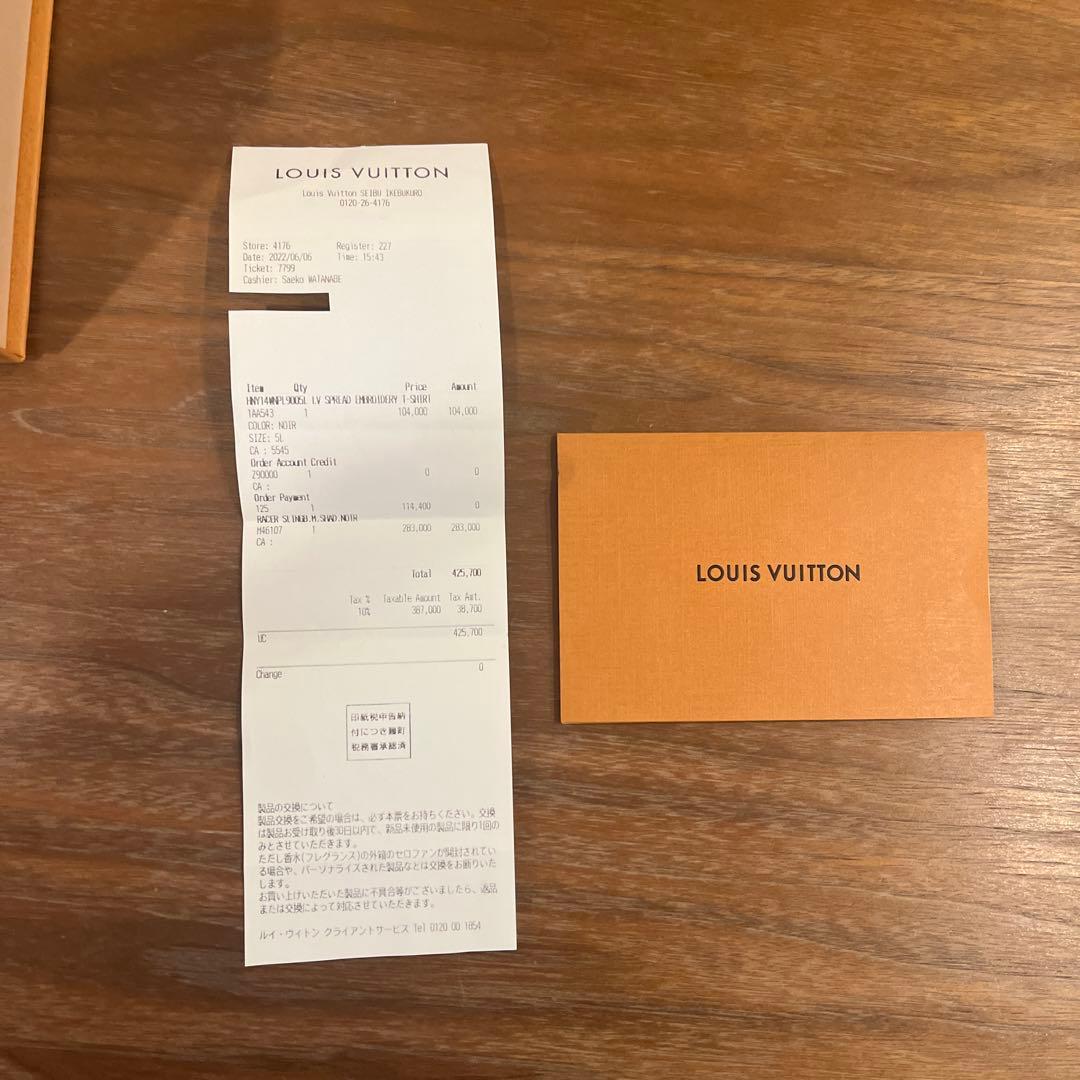 LOUIS VUITTON
Louis Vuitton SEIBU IKEBUKURO
0120-26-4176
Store: 4176 Register: 227
Date: 2022/06/06 Time: 15:43
Ticket: 7799
Cashier: Saeko WATANABE
Item Qty Price Amount
HNY14WNPL9005L LV SPREAD EMBROIDERY T-SHIRT
1AA543 1 104,000 104,000
COLOR: NOIR
SIZE: 5L
CA : 5545
Order Account Credit
Z90000 1 0 0
CA :
Order Payment
125 1 114,400 0
RACER SLINGB.M.SHAD.NOIR
M46107 1 283,000 283,000
CA :
Total 425,700
Tax % Taxable Amount Tax Amt.
10% 387,000 38,700
UC 425,700
Change 0
印紙税申告納
付につき麹町
税務署承認済
製品の交換について
製品交換をご希望の場合は、必ず本票をお持ちください。交換
は製品お受け取り後30日以内で、新品未使用の製品に限り1回の
みとさせていただきます。
ただし香水(フレグランス)の外箱のセロファンが開封されてい
る場合や、パーソナライズされた製品などは交換をお断りいた
します。
お買い上げいただいた製品に不具合等がございましたら、返品
または交換によって対応させていただきます。
ルイ・ヴィトン クライアントサービス Tel 0120 00 1854
LOUIS VUITTON